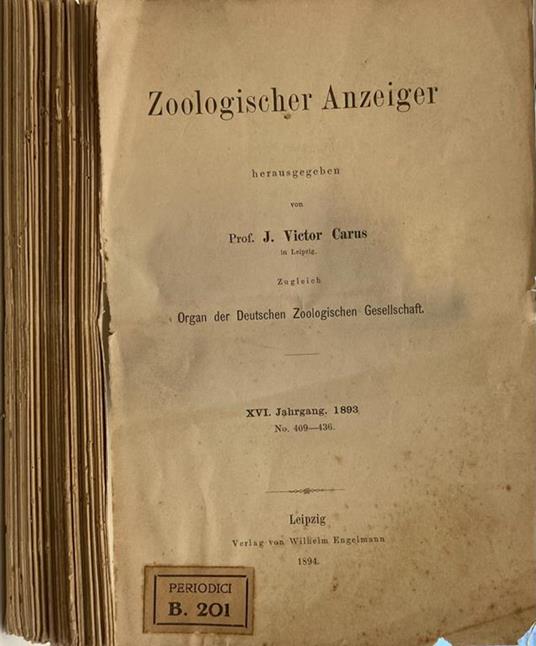 Zoologischer Anzeiger
herausgegeben
von
Prof. J. Victor Carus
in Leipzig.
Zugleich
Organ der Deutschen Zoologischen Gesellschaft.
XVI. Jahrgang. 1893
No. 409—436.
Leipzig
Verlag von Wilhelm Engelmann
1894.
PERIODICI
B. 201